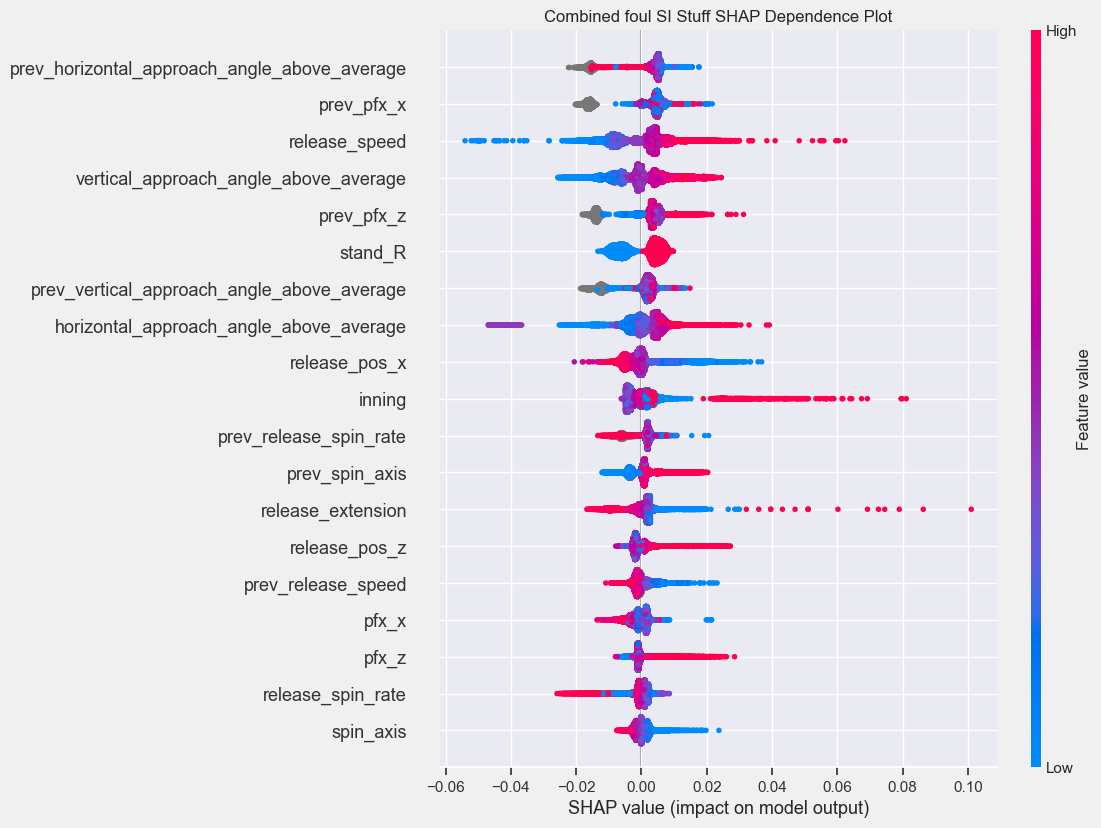 Combined foul SI Stuff SHAP Dependence Plot
High
prev_horizontal_approach_angle_above_average
prev_pfx_x
release_speed
vertical_approach_angle_above_average
prev_pfx_z
stand_R
prev_vertical_approach_angle_above_average
horizontal_approach_angle_above_average
release_pos_x
inning
prev_release_spin_rate
prev_spin_axis
release_extension
release_pos_z
prev_release_speed
pfx_x
pfx_z
release_spin_rate
spin_axis
Feature value
Low
−0.06 −0.04 −0.02 0.00 0.02 0.04 0.06 0.08 0.10
SHAP value (impact on model output)